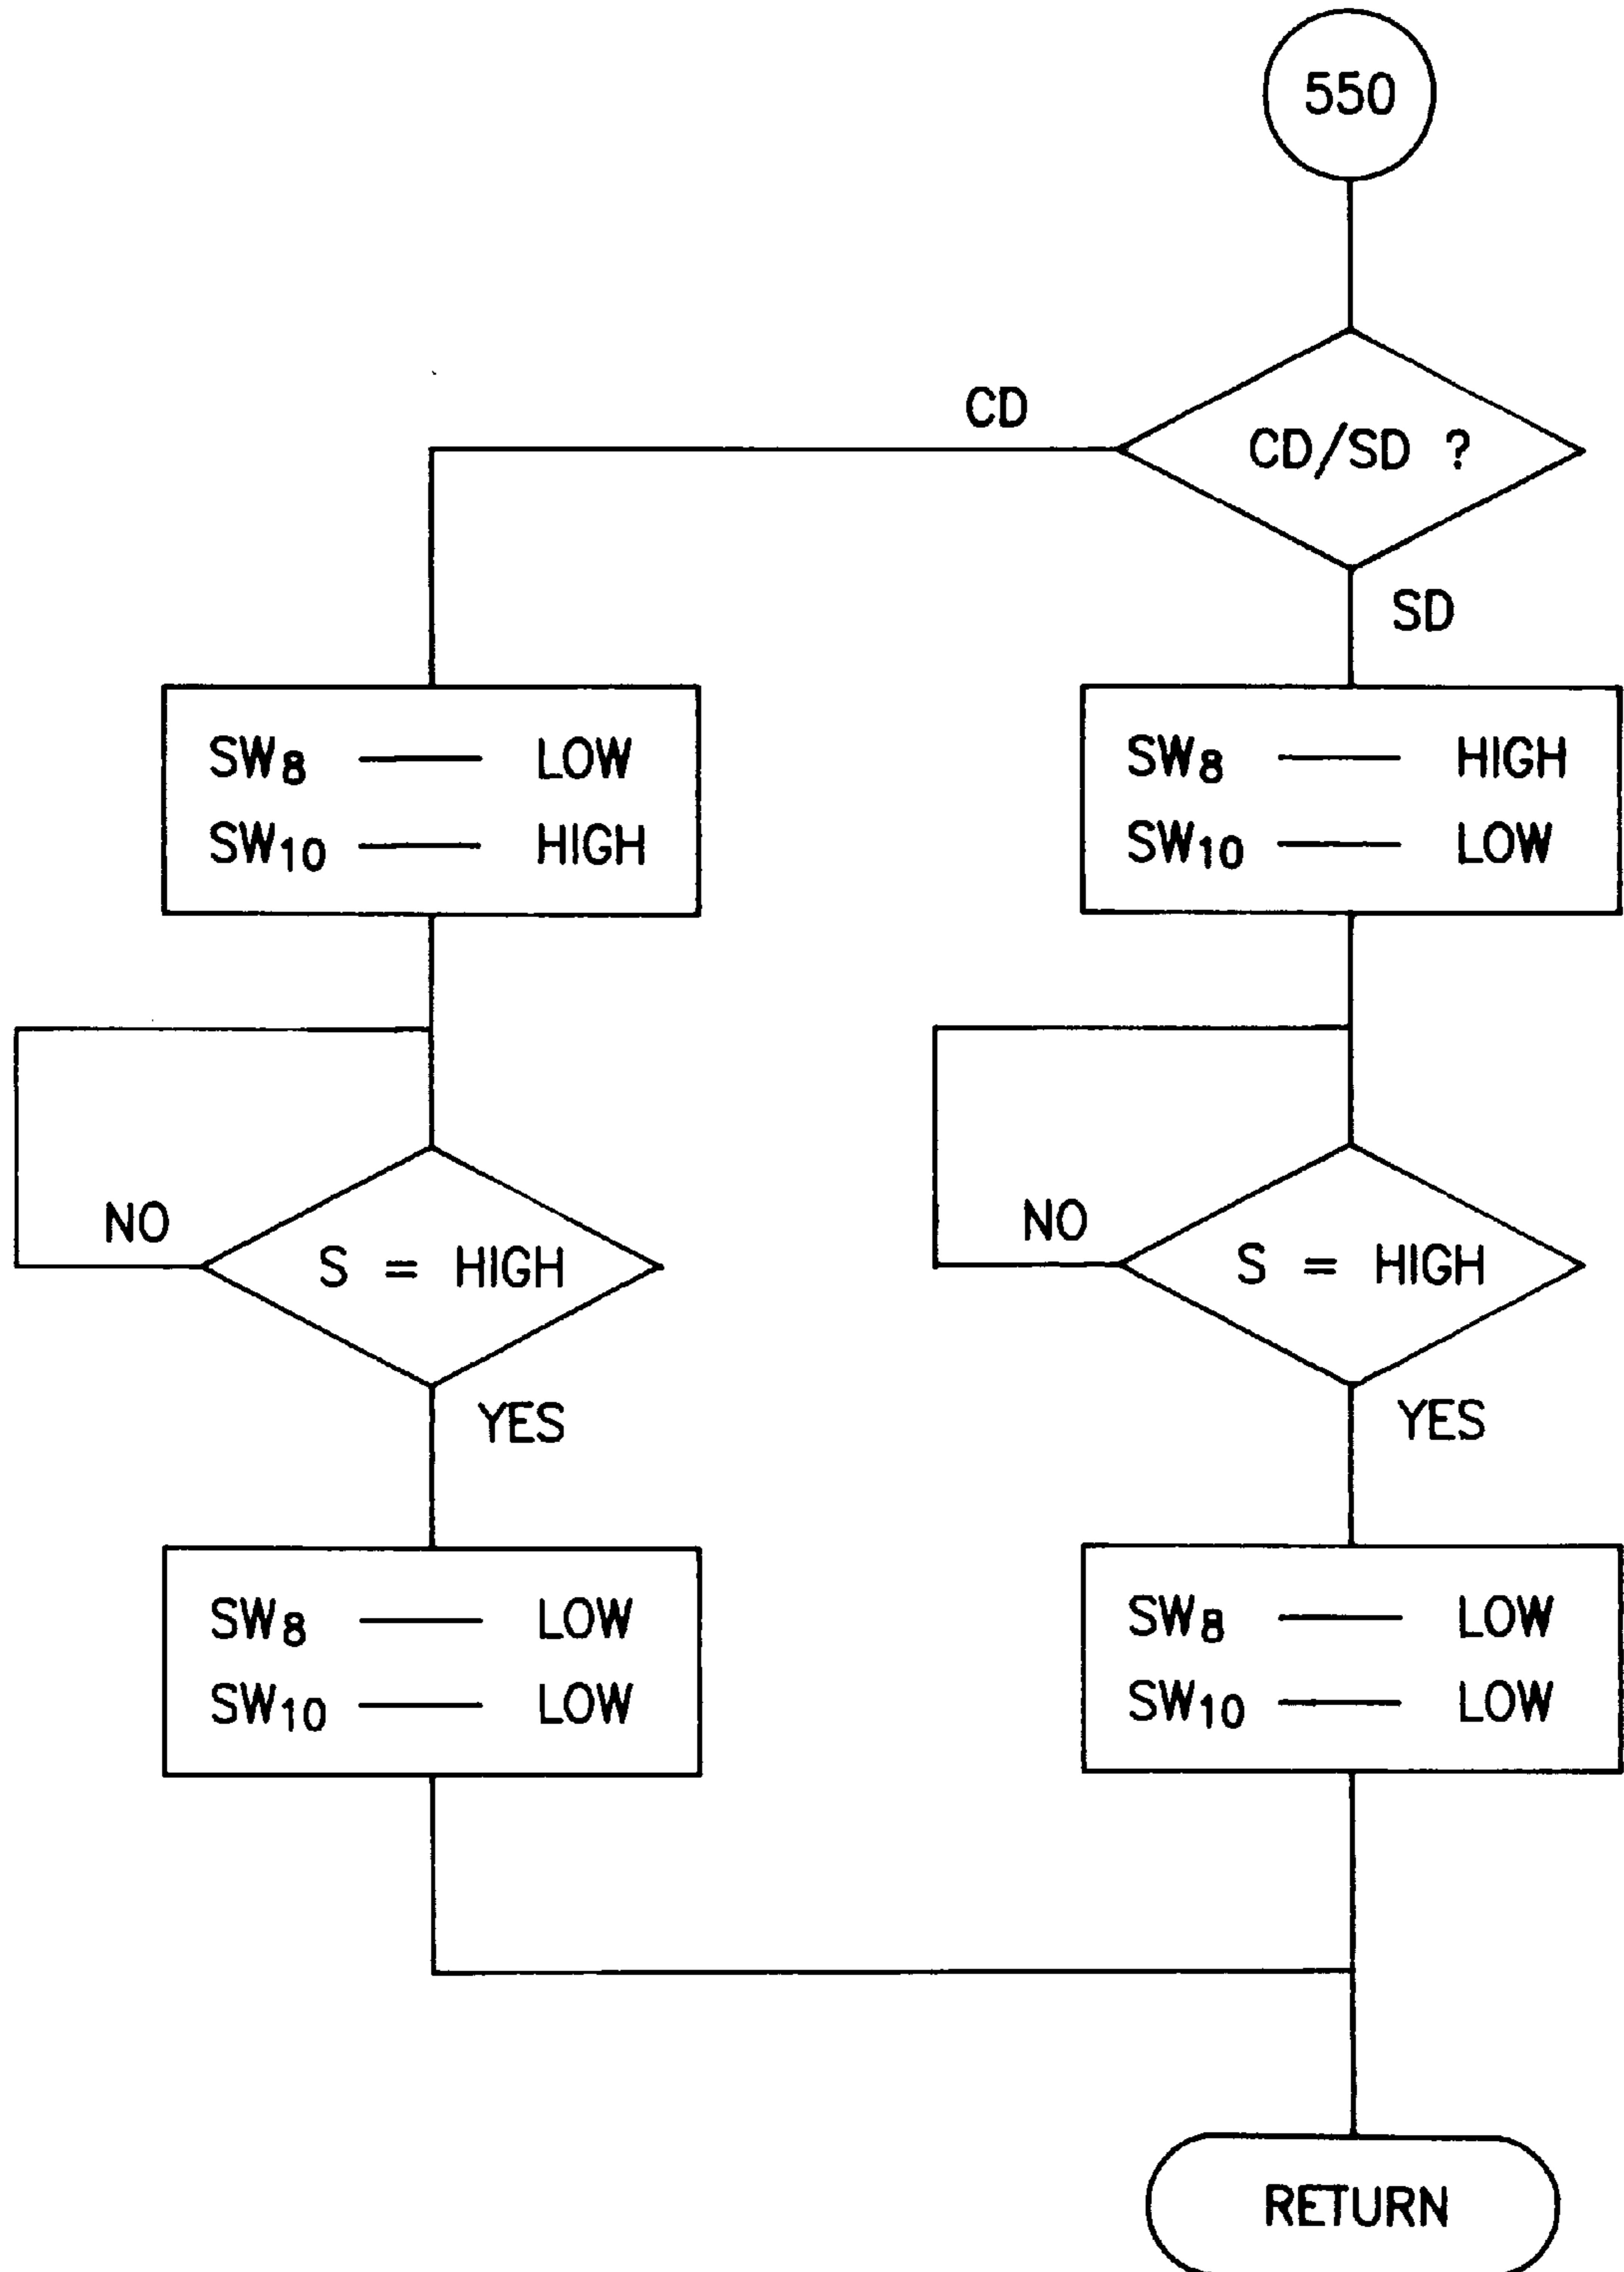 550
CD
CD/SD ?
SD
SW8 —— LOW
SW10 —— HIGH
SW8 —— HIGH
SW10 —— LOW
NO
S = HIGH
YES
NO
S = HIGH
YES
SW8 —— LOW
SW10 —— LOW
SW8 —— LOW
SW10 —— LOW
RETURN